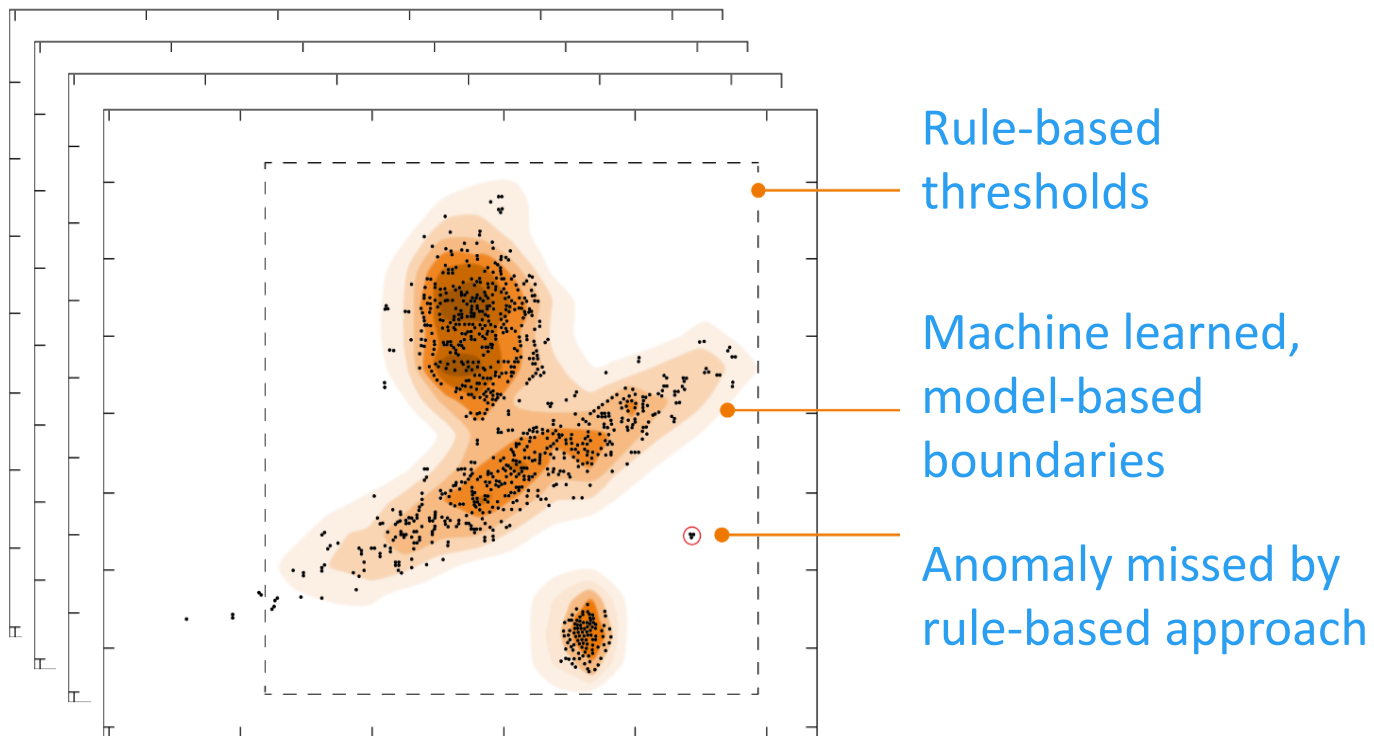 Rule-based
thresholds
Machine learned,
model-based
boundaries
Anomaly missed by
rule-based approach